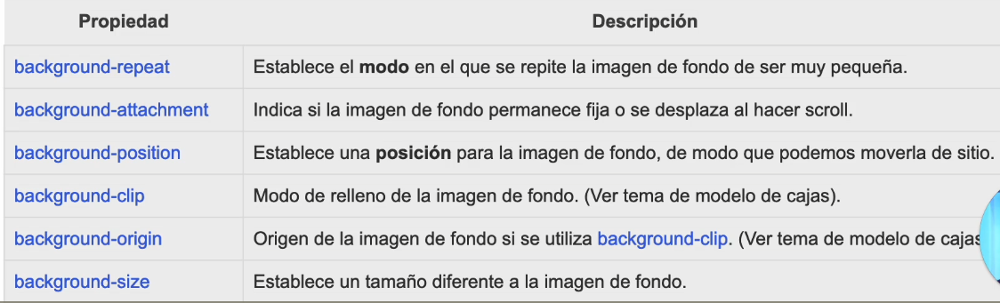 Propiedad Descripción
background-repeat Establece el modo en el que se repite la imagen de fondo de ser muy pequeña.
background-attachment Indica si la imagen de fondo permanece fija o se desplaza al hacer scroll.
background-position Establece una posición para la imagen de fondo, de modo que podemos moverla de sitio.
background-clip Modo de relleno de la imagen de fondo. (Ver tema de modelo de cajas).
background-origin Origen de la imagen de fondo si se utiliza background-clip. (Ver tema de modelo de cajas
background-size Establece un tamaño diferente a la imagen de fondo.